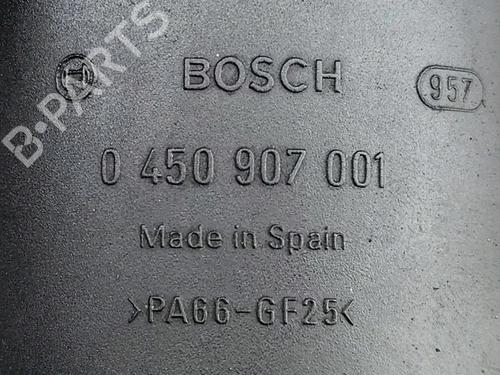 BOSCH
957
0 450 907 001
Made in Spain
>PA66-GF25<
B-PARTS